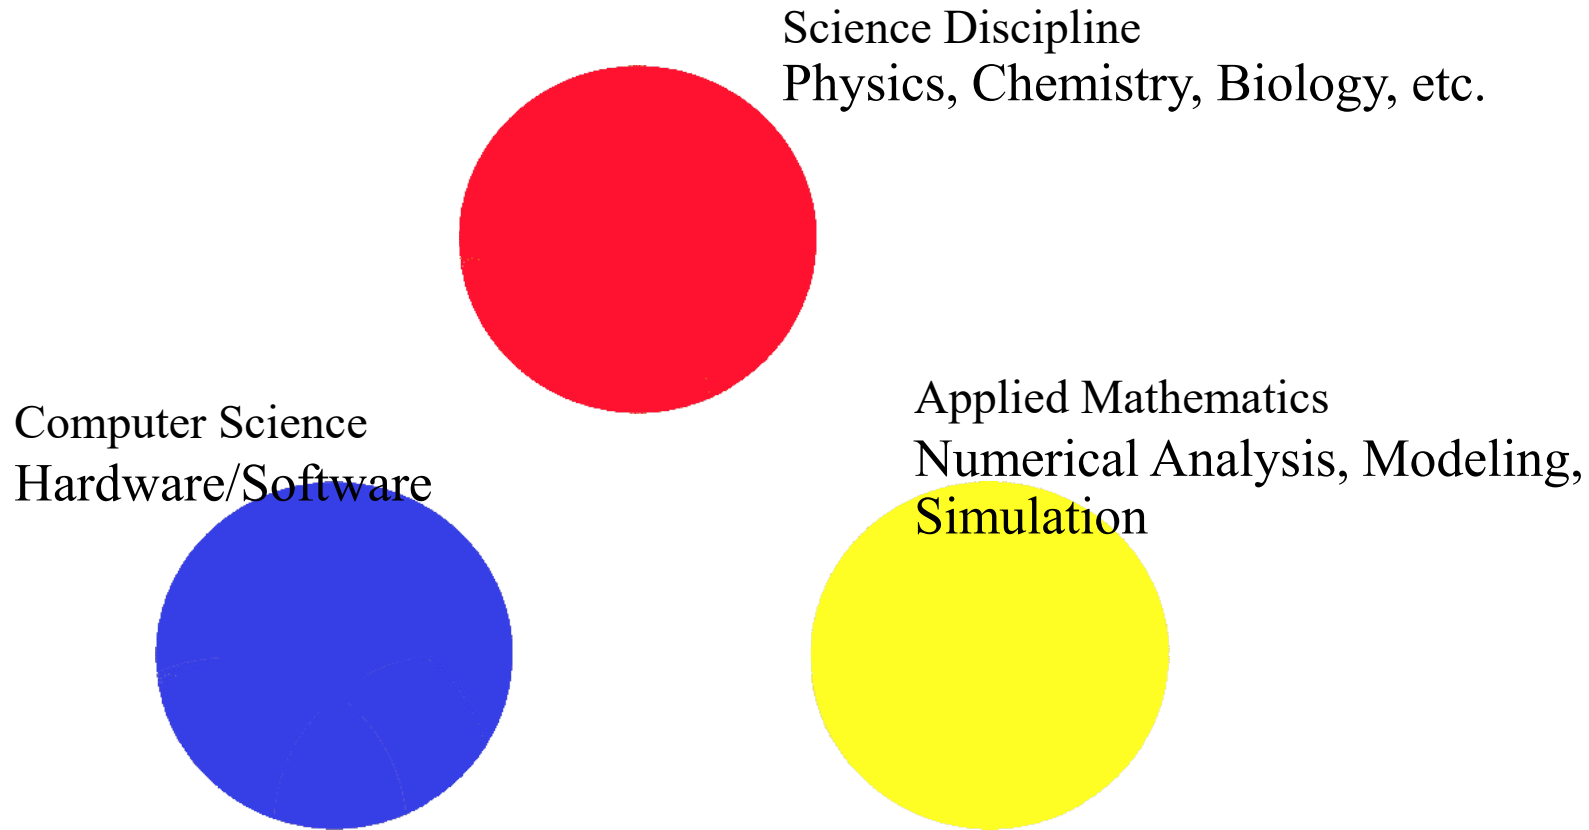 Science Discipline
Physics, Chemistry, Biology, etc.
Computer Science
Hardware/Software
Applied Mathematics
Numerical Analysis, Modeling,
Simulation